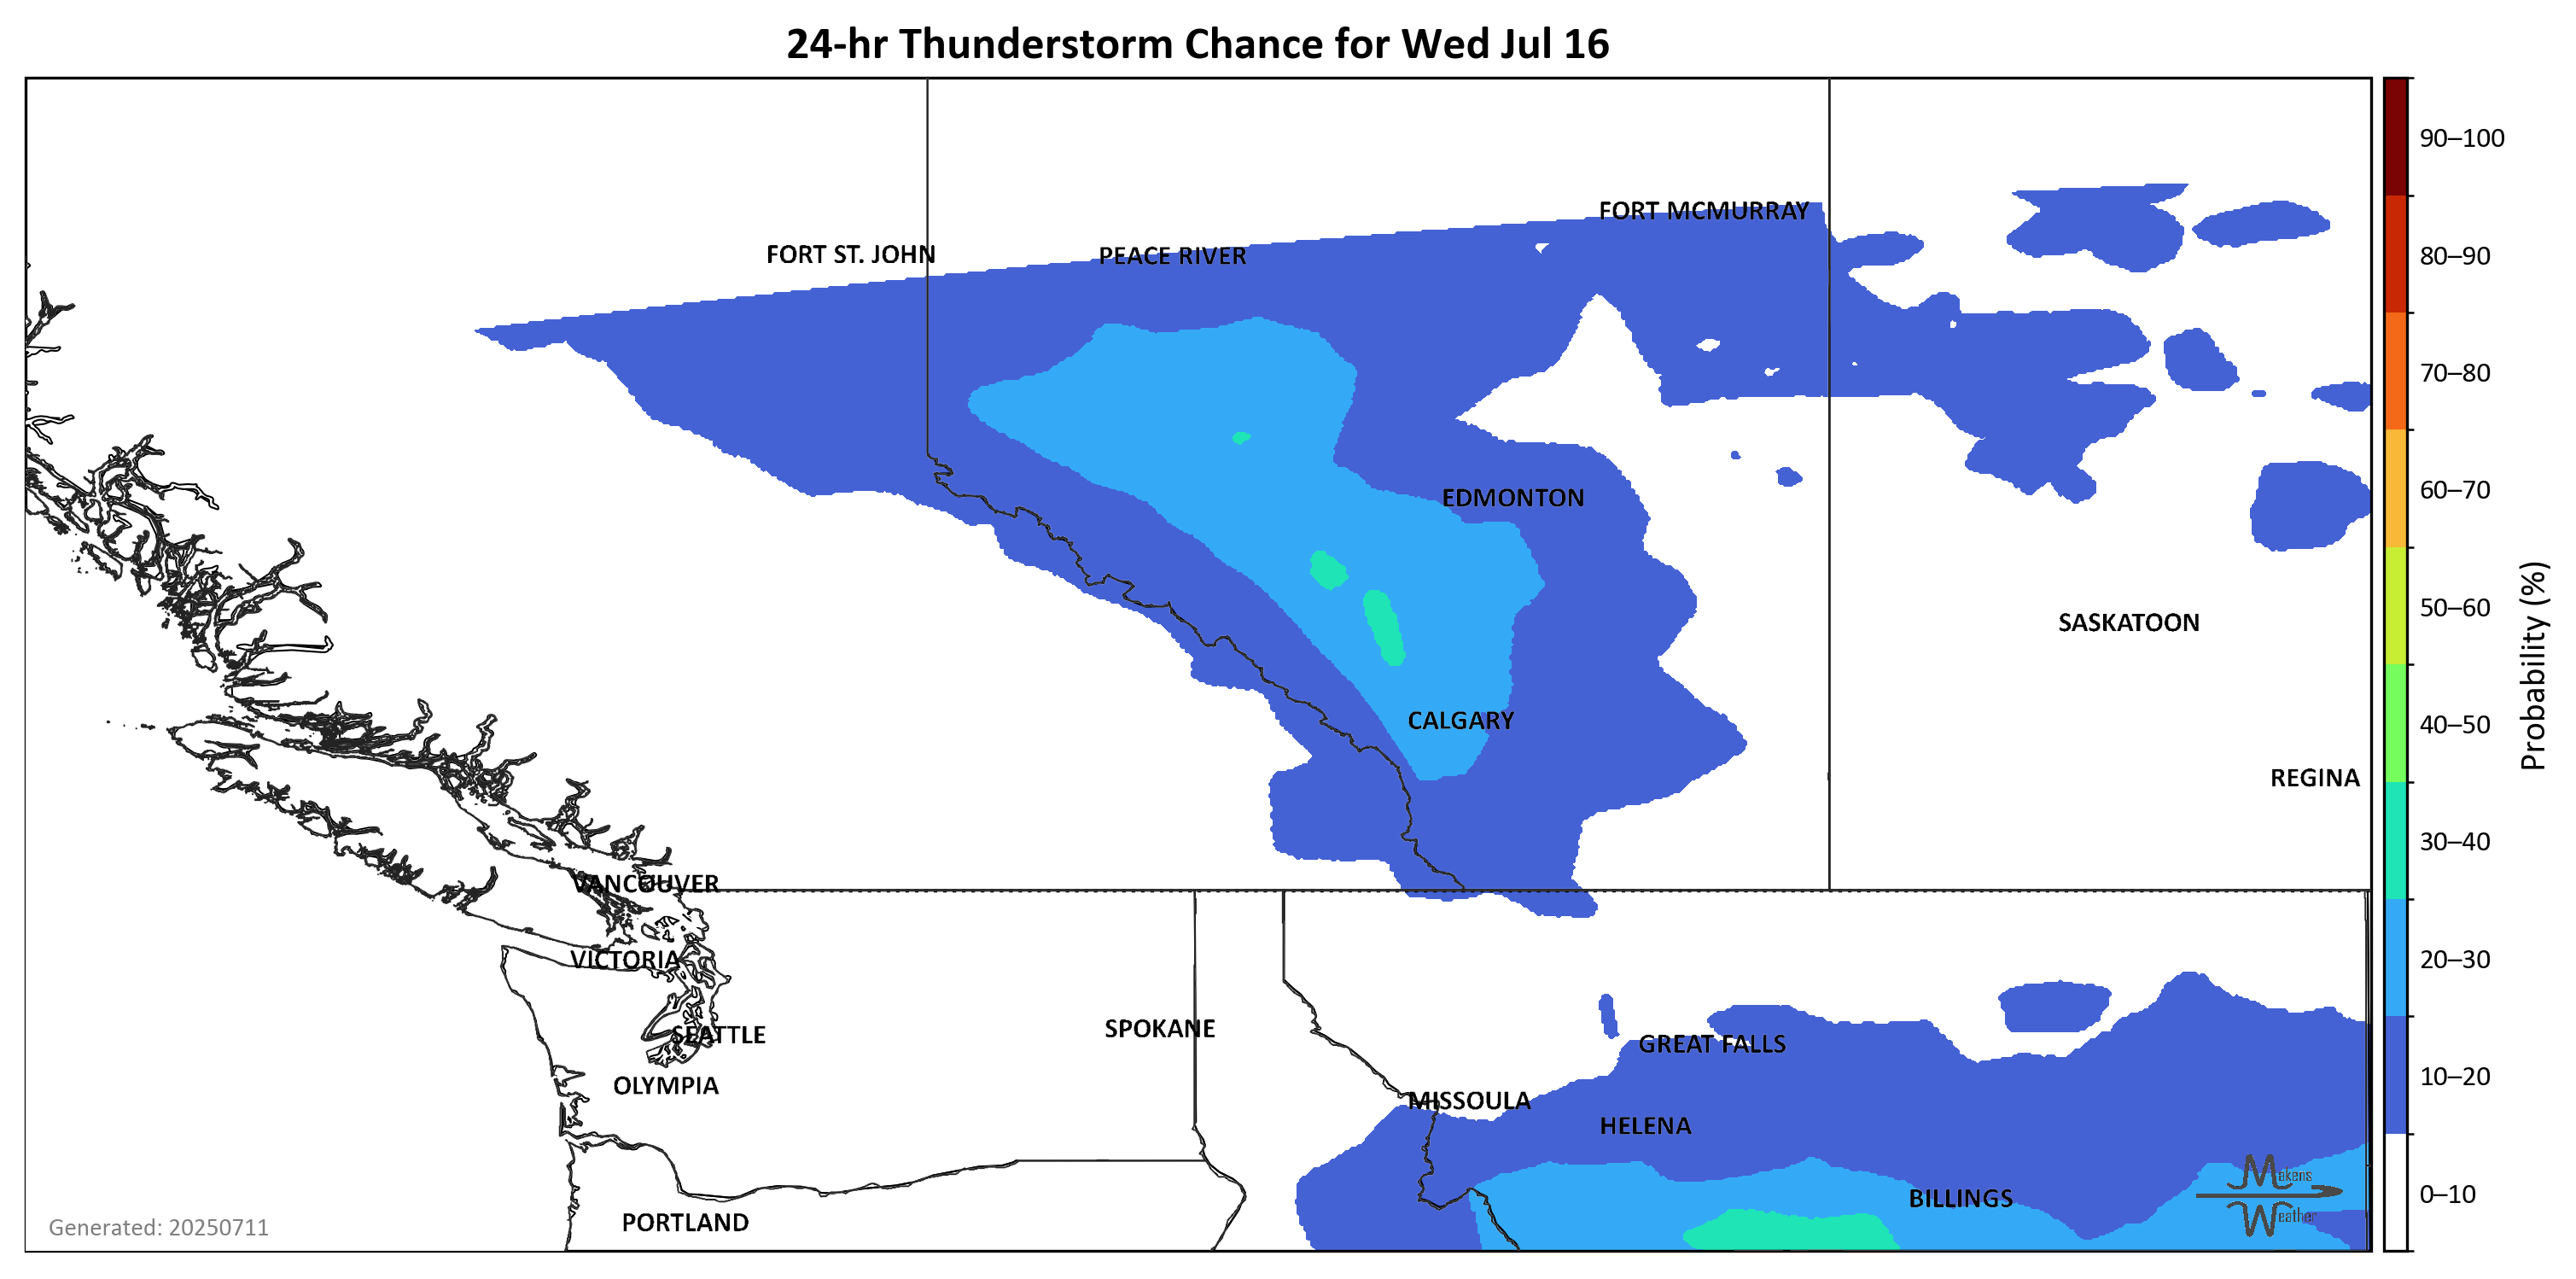 24-hr Thunderstorm Chance for Wed Jul 16
90–100
FORT MCMURRAY
FORT ST. JOHN
PEACE RIVER
80–90
70–80
60–70
EDMONTON
50–60
SASKATOON
Probability (%)
CALGARY
40–50
REGINA
30–40
VANCOUVER
VICTORIA
20–30
SPOKANE
SEATTLE
GREAT FALLS
OLYMPIA
10–20
MISSOULA
HELENA
Makens
BILLINGS
0–10
Weather
PORTLAND
Generated: 20250711